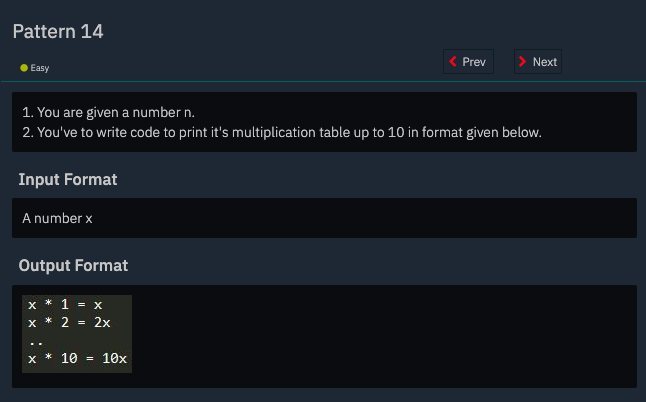 Pattern 14
Easy
Prev
Next
1. You are given a number n.
2. You've to write code to print it's multiplication table up to 10 in format given below.
Input Format
A number x
Output Format
x * 1 = x
x * 2 = 2x
..
x * 10 = 10x